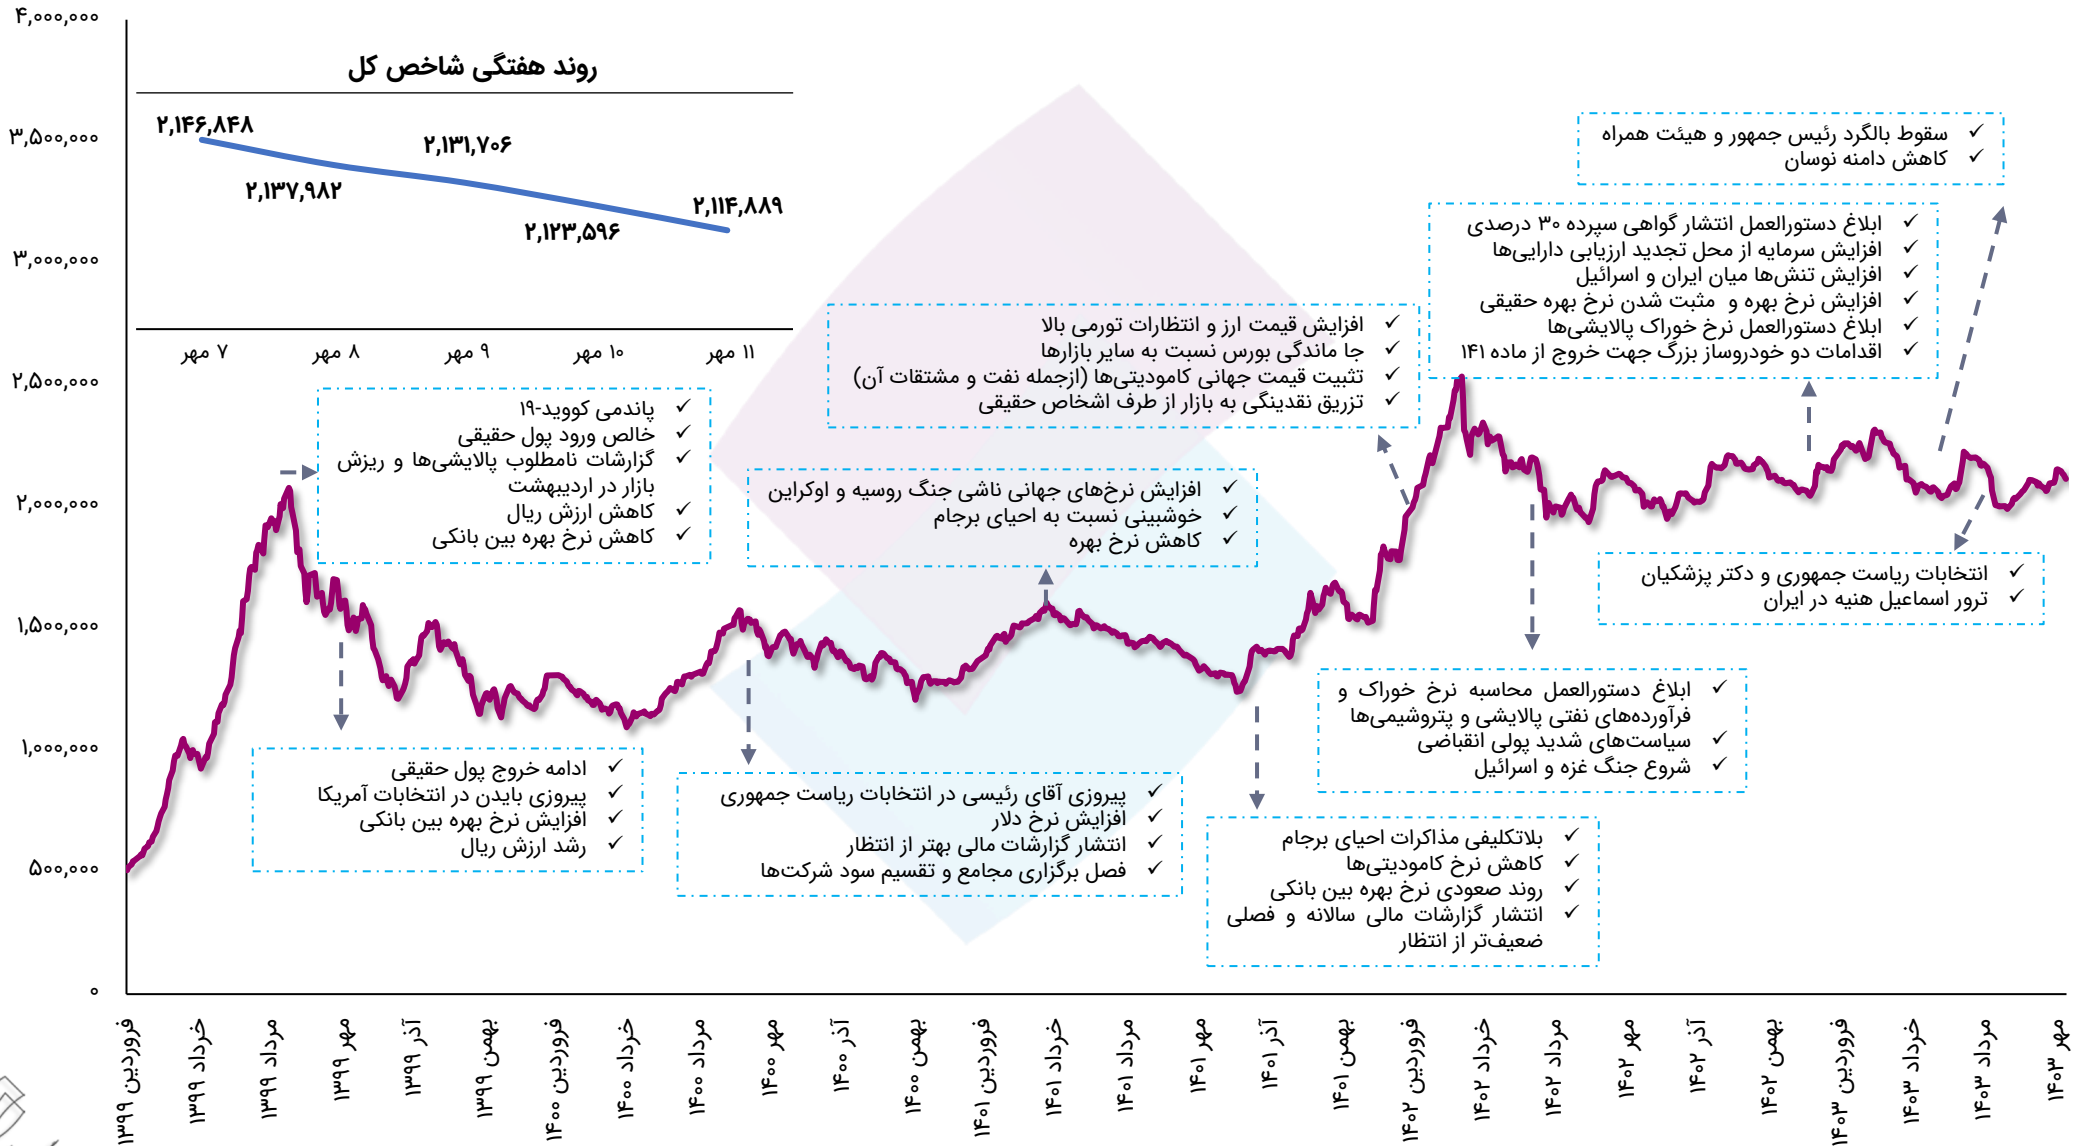 ۴,۰۰۰,۰۰۰
۳,۵۰۰,۰۰۰
۳,۰۰۰,۰۰۰
۲,۵۰۰,۰۰۰
۲,۰۰۰,۰۰۰
۱,۵۰۰,۰۰۰
۱,۰۰۰,۰۰۰
۵۰۰,۰۰۰
۰
روند هفتگی شاخص کل
۲,۱۴۶,۸۴۸
۲,۱۳۷,۹۸۲
۲,۱۳۱,۷۰۶
۲,۱۲۳,۵۹۶
۲,۱۱۴,۸۸۹
۷ مهر
۸ مهر
۹ مهر
۱۰ مهر
۱۱ مهر
✓ سقوط بالگرد رئیس جمهور و هیئت همراه
✓ کاهش دامنه نوسان
✓ ابلاغ دستورالعمل انتشار گواهی سپرده ۳۰ درصدی
✓ افزایش سرمایه از محل تجدید ارزیابی دارایی‌ها
✓ افزایش تنش‌ها میان ایران و اسرائیل
✓ افزایش نرخ بهره و مثبت شدن نرخ بهره حقیقی
✓ ابلاغ دستورالعمل نرخ خوراک پالایشی‌ها
✓ اقدامات دو خودروساز بزرگ جهت خروج از ماده ۱۴۱
✓ افزایش قیمت ارز و انتظارات تورمی بالا
✓ جا ماندگی بورس نسبت به سایر بازارها
✓ تثبیت قیمت جهانی کامودیتی‌ها (ازجمله نفت و مشتقات آن)
✓ تزریق نقدینگی به بازار از طرف اشخاص حقیقی
✓ پاندمی کووید-۱۹
✓ خالص ورود پول حقیقی
✓ گزارشات نامطلوب پالایشی‌ها و ریزش
بازار در اردیبهشت
✓ کاهش ارزش ریال
✓ کاهش نرخ بهره بین بانکی
✓ افزایش نرخ‌های جهانی ناشی جنگ روسیه و اوکراین
✓ خوشبینی نسبت به احیای برجام
✓ کاهش نرخ بهره
✓ انتخابات ریاست جمهوری و دکتر پزشکیان
✓ ترور اسماعیل هنیه در ایران
✓ ابلاغ دستورالعمل محاسبه نرخ خوراک و
فرآورده‌های نفتی پالایشی و پتروشیمی‌ها
✓ سیاست‌های شدید پولی انقباضی
✓ شروع جنگ غزه و اسرائیل
✓ ادامه خروج پول حقیقی
✓ پیروزی بایدن در انتخابات آمریکا
✓ افزایش نرخ بهره بین بانکی
✓ رشد ارزش ریال
✓ پیروزی آقای رئیسی در انتخابات ریاست جمهوری
✓ افزایش نرخ دلار
✓ انتشار گزارشات مالی بهتر از انتظار
✓ فصل برگزاری مجامع و تقسیم سود شرکت‌ها
✓ بلاتکلیفی مذاکرات احیای برجام
✓ کاهش نرخ کامودیتی‌ها
✓ روند صعودی نرخ بهره بین بانکی
✓ انتشار گزارشات مالی سالانه و فصلی
ضعیف‌تر از انتظار
فروردین ۱۳۹۹
خرداد ۱۳۹۹
مرداد ۱۳۹۹
مهر ۱۳۹۹
آذر ۱۳۹۹
بهمن ۱۳۹۹
فروردین ۱۴۰۰
خرداد ۱۴۰۰
مرداد ۱۴۰۰
مهر ۱۴۰۰
آذر ۱۴۰۰
بهمن ۱۴۰۰
فروردین ۱۴۰۱
خرداد ۱۴۰۱
مرداد ۱۴۰۱
مهر ۱۴۰۱
آذر ۱۴۰۱
بهمن ۱۴۰۱
فروردین ۱۴۰۲
خرداد ۱۴۰۲
مرداد ۱۴۰۲
مهر ۱۴۰۲
آذر ۱۴۰۲
بهمن ۱۴۰۲
فروردین ۱۴۰۳
خرداد ۱۴۰۳
مرداد ۱۴۰۳
مهر ۱۴۰۳